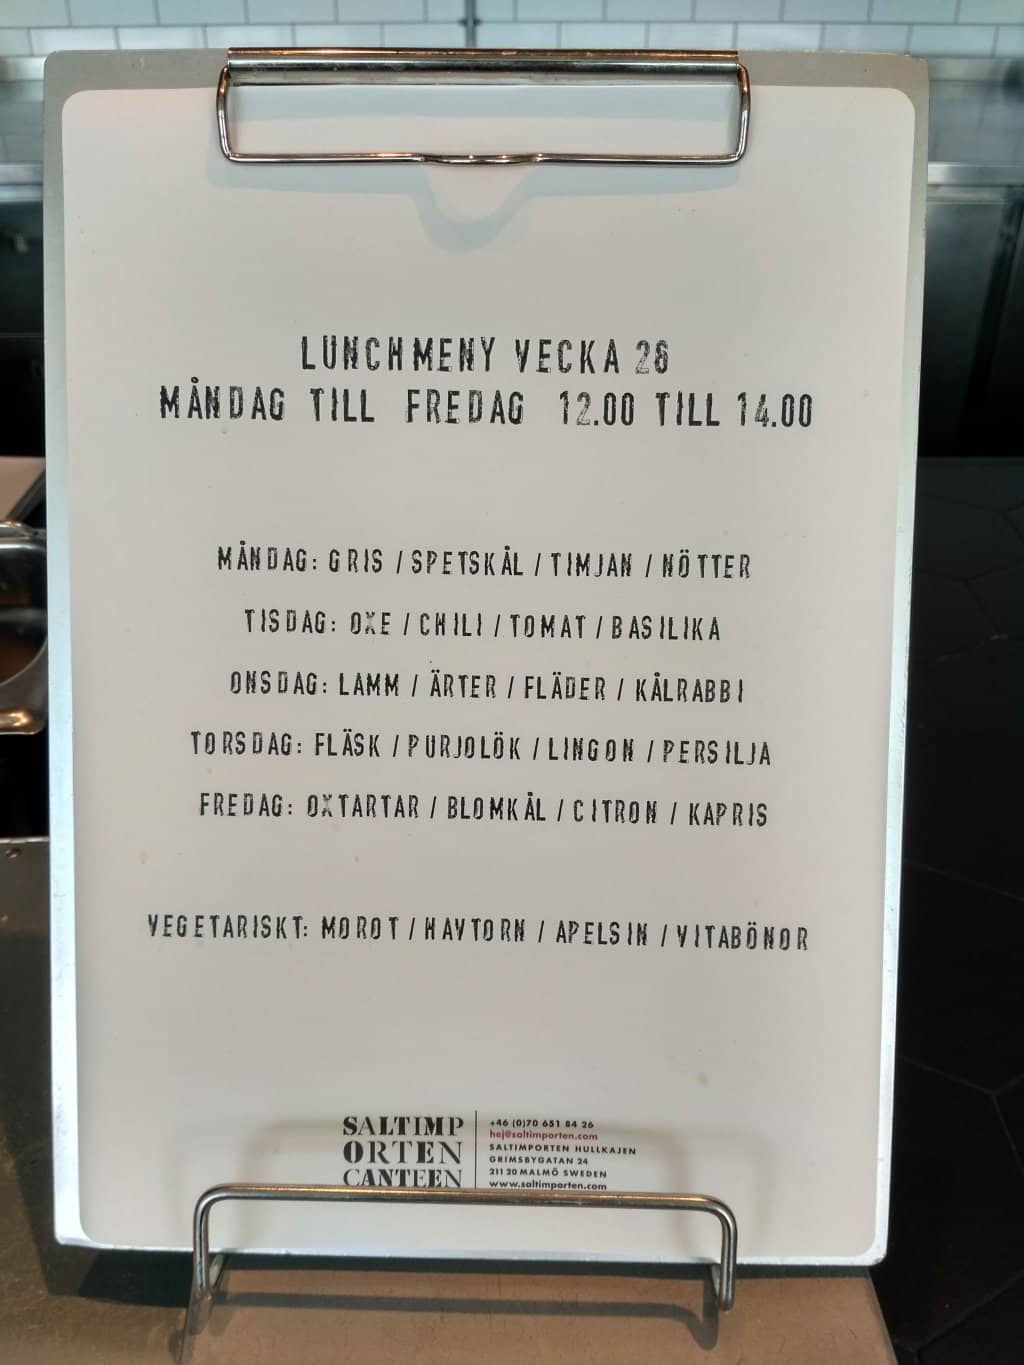 LUNCHMENY VECKA 26
MÅNDAG TILL FREDAG 12.00 TILL 14.00
MÅNDAG: GRIS / SPETSKÅL / TIMJAN / NÖTTER
TISDAG: OXE / CHILI / TOMAT / BASILIKA
ONSDAG: LAMM / ÄRTER / FLÄDER / KÅLRABBI
TORSDAG: FLÄSK / PURJOLÖK / LINGON / PERSILJA
FREDAG: OXTARTAR / BLOMKÅL / CITRON / KAPRIS
VEGETARISKT: MOROT / HAVTORN / APELSIN / VITABÖNOR
SALTIMP
ORTEN
CANTEEN
+46 (0)70 651 84 26
hej@saltimporten.com
SALTIMPORTEN HULLKAJEN
GRIMSBYGATAN 24
211 20 MALMÖ SWEDEN
www.saltimporten.com